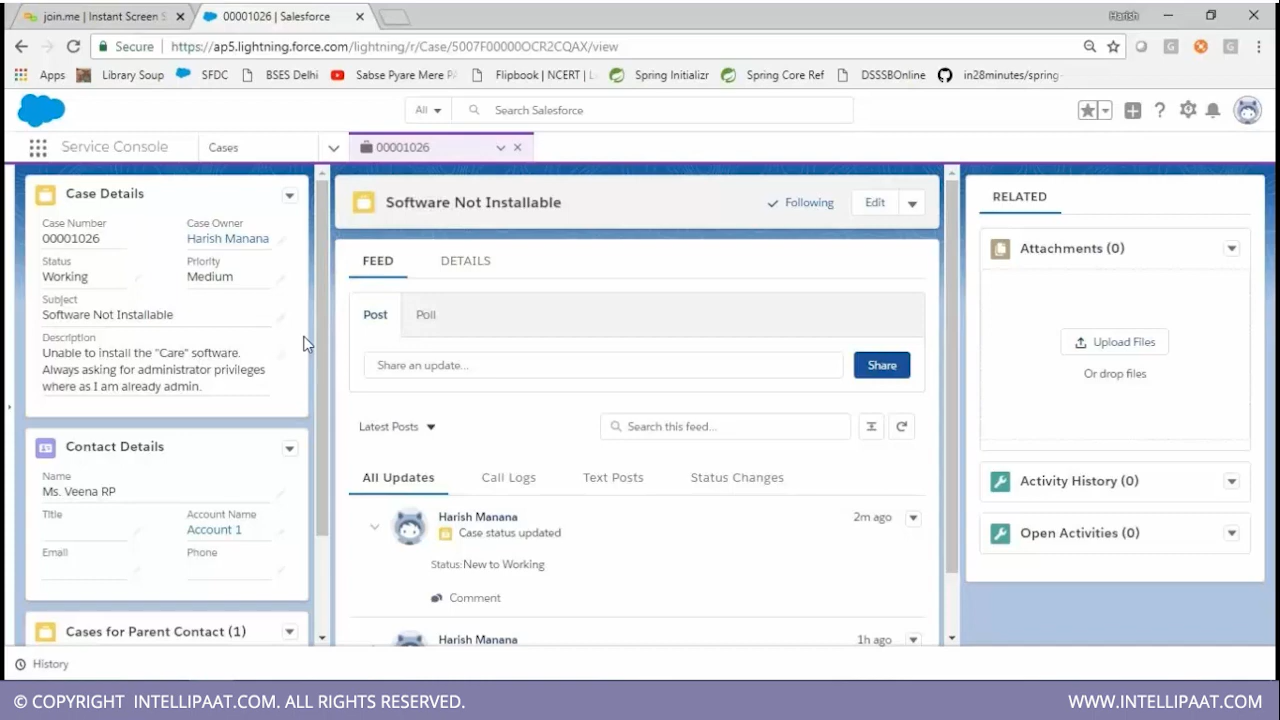 join.me | Instant Screen S
00001026 | Salesforce
Harish
Secure
https://ap5.lightning.force.com/lightning/r/Case/5007F00000OCR2CQAX/view
Apps
Library Soup
SFDC
BSES Delhi
Sabse Pyare Mere P
Flipbook | NCERT | L
Spring Initializr
Spring Core Ref
DSSSBOnline
in28minutes/spring-
All
Search Salesforce
Service Console
Cases
00001026
Case Details
Case Number
Case Owner
00001026
Harish Manana
Status
Priority
Working
Medium
Subject
Software Not Installable
Description
Unable to install the "Care" software.
Always asking for administrator privileges
where as I am already admin.
Contact Details
Name
Ms. Veena RP
Title
Account Name
Account 1
Email
Phone
Cases for Parent Contact (1)
Software Not Installable
Following
Edit
FEED
DETAILS
Post
Poll
Share an update...
Share
Latest Posts
Search this feed...
All Updates
Call Logs
Text Posts
Status Changes
Harish Manana
2m ago
Case status updated
Status:New to Working
Comment
Harish Manana
1h ago
RELATED
Attachments (0)
Upload Files
Or drop files
Activity History (0)
Open Activities (0)
History
© COPYRIGHT INTELLIPAAT.COM. ALL RIGHTS RESERVED.
WWW.INTELLIPAAT.COM